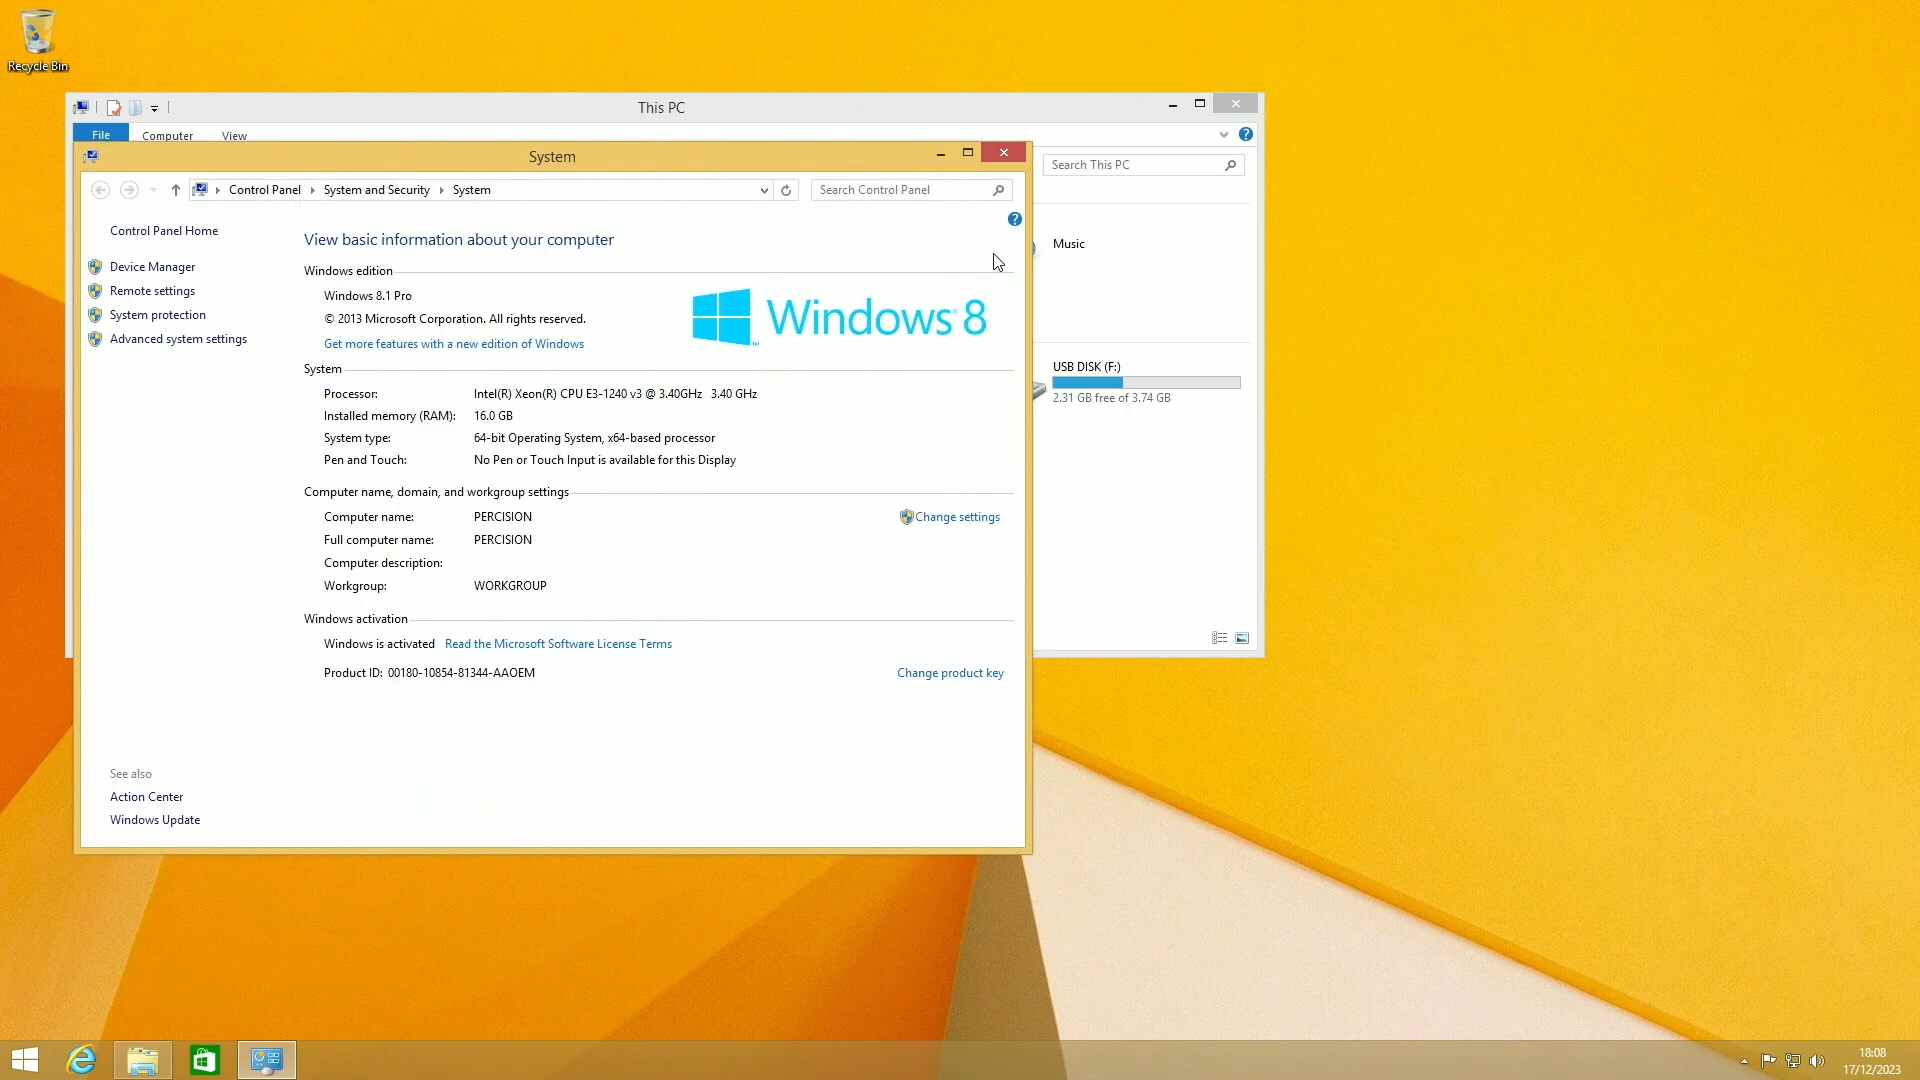 Recycle Bin
This PC
File
Computer
View
System
Search This PC
Control Panel
System and Security
System
Search Control Panel
Control Panel Home
Device Manager
Remote settings
System protection
Advanced system settings
See also
Action Center
Windows Update
View basic information about your computer
Windows edition
Windows 8.1 Pro
© 2013 Microsoft Corporation. All rights reserved.
Get more features with a new edition of Windows
Windows 8
System
Processor: Intel(R) Xeon(R) CPU E3-1240 v3 @ 3.40GHz 3.40 GHz
Installed memory (RAM): 16.0 GB
System type: 64-bit Operating System, x64-based processor
Pen and Touch: No Pen or Touch Input is available for this Display
Computer name, domain, and workgroup settings
Computer name: PERCISION
Change settings
Full computer name: PERCISION
Computer description:
Workgroup: WORKGROUP
Windows activation
Windows is activated Read the Microsoft Software License Terms
Product ID: 00180-10854-81344-AAOEM
Change product key
Music
USB DISK (F:)
2.31 GB free of 3.74 GB
18:08
17/12/2023